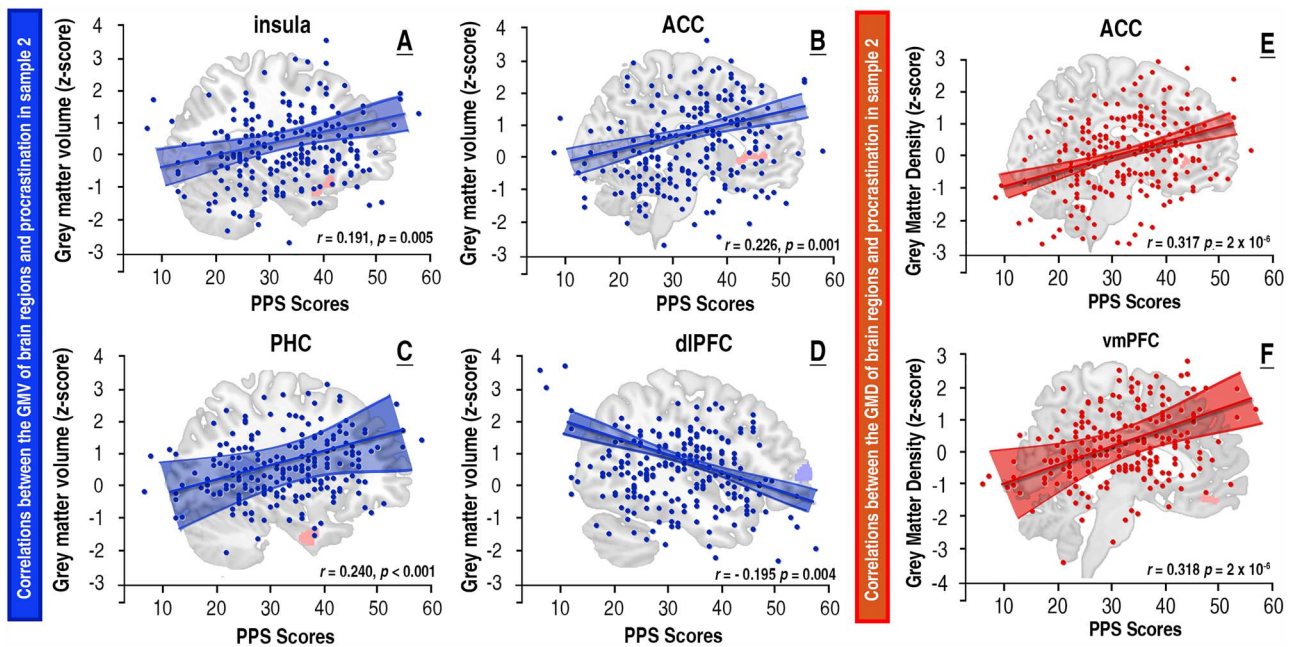 Correlations between the GMV of brain regions and procrastination in sample 2
insula
A
Grey matter volume (z-score)
4
3
2
1
0
-1
-2
-3
r = 0.191, p = 0.005
10 20 30 40 50 60
PPS Scores
ACC
B
Grey matter volume (z-score)
4
3
2
1
0
-1
-2
-3
r = 0.226, p = 0.001
10 20 30 40 50 60
PPS Scores
PHC
C
Grey matter volume (z-score)
4
3
2
1
0
-1
-2
-3
r = 0.240, p < 0.001
10 20 30 40 50 60
PPS Scores
dlPFC
D
Grey matter volume (z-score)
4
3
2
1
0
-1
-2
-3
r = - 0.195 p = 0.004
10 20 30 40 50 60
PPS Scores
Correlations between the GMD of brain regions and procrastination in sample 2
ACC
E
Grey Matter Density (z-score)
3
2
1
0
-1
-2
-3
r = 0.317 p = 2 x 10⁻⁶
10 20 30 40 50 60
PPS Scores
vmPFC
F
Grey Matter Density (z-score)
3
2
1
0
-1
-2
-3
-4
r = 0.318 p = 2 x 10⁻⁶
10 20 30 40 50 60
PPS Scores